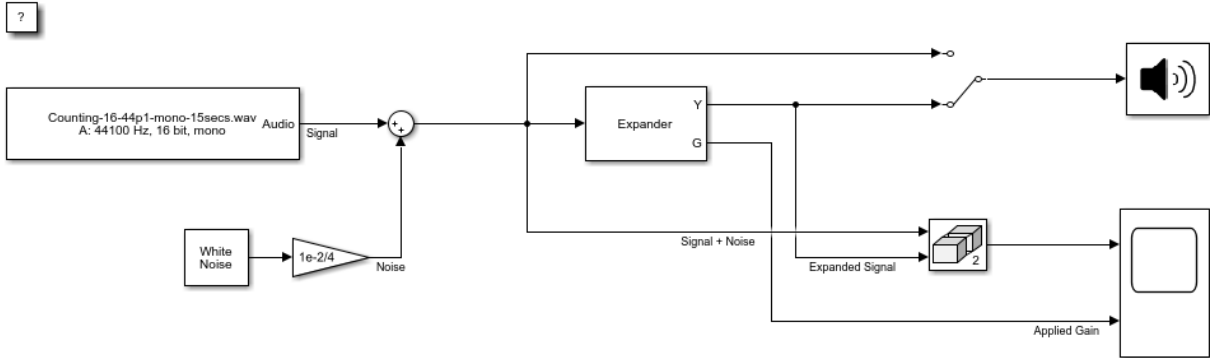 ?
Counting-16-44p1-mono-15secs.wav
A: 44100 Hz, 16 bit, mono
Audio
Signal
+
+
Expander
Y
G
White
Noise
1e-2/4
Noise
Signal + Noise
Expanded Signal
2
Applied Gain